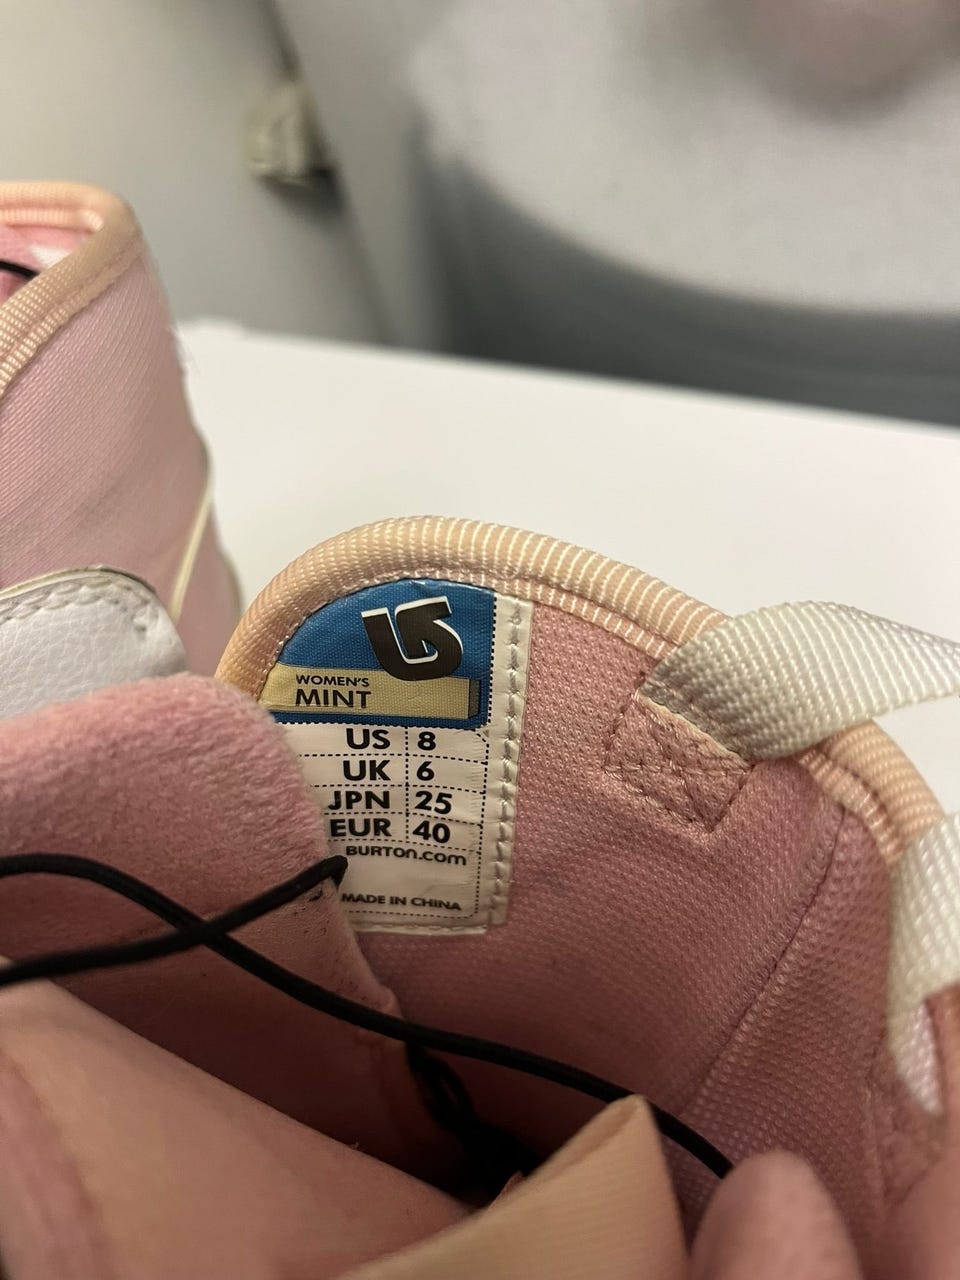 WOMEN'S
MINT
US 8
UK 6
JPN 25
EUR 40
BURTON.COM
MADE IN CHINA